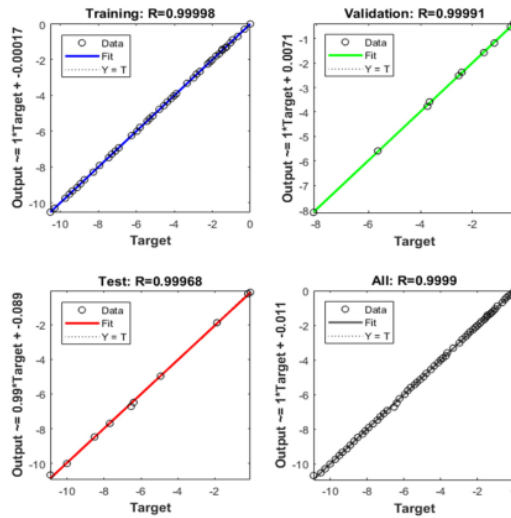 Training: R=0.99998
Output ~= 1*Target + -0.00017
Data
Fit
Y = T
0
-2
-4
-6
-8
-10
-10 -8 -6 -4 -2 0
Target
Validation: R=0.99991
Output ~= 1*Target + 0.0071
Data
Fit
Y = T
-1
-2
-3
-4
-5
-6
-7
-8
-8 -6 -4 -2
Target
Test: R=0.99968
Output ~= 0.99*Target + -0.089
Data
Fit
Y = T
-2
-4
-6
-8
-10
-10 -8 -6 -4 -2
Target
All: R=0.9999
Output ~= 1*Target + -0.011
Data
Fit
Y = T
-2
-4
-6
-8
-10
-10 -8 -6 -4 -2
Target